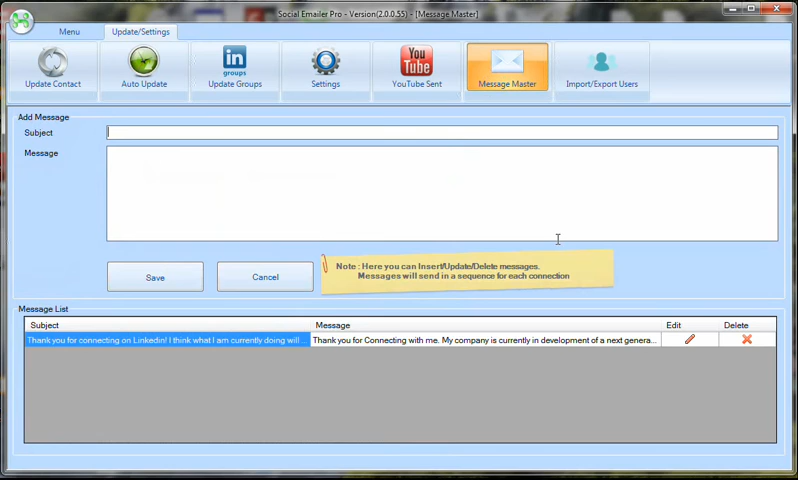 Social Emailer Pro - Version(2.0.0.55) - [Message Master]
Menu
Update/Settings
Update Contact
Auto Update
in
groups
Update Groups
Settings
You
Tube
YouTube Sent
Message Master
Import/Export Users
Add Message
Subject
Message
Save
Cancel
Note : Here you can Insert/Update/Delete messages.
Messages will send in a sequence for each connection
Message List
Subject
Message
Edit
Delete
Thank you for connecting on Linkedin! I think what I am currently doing will ...
Thank you for Connecting with me. My company is currently in development of a next genera...